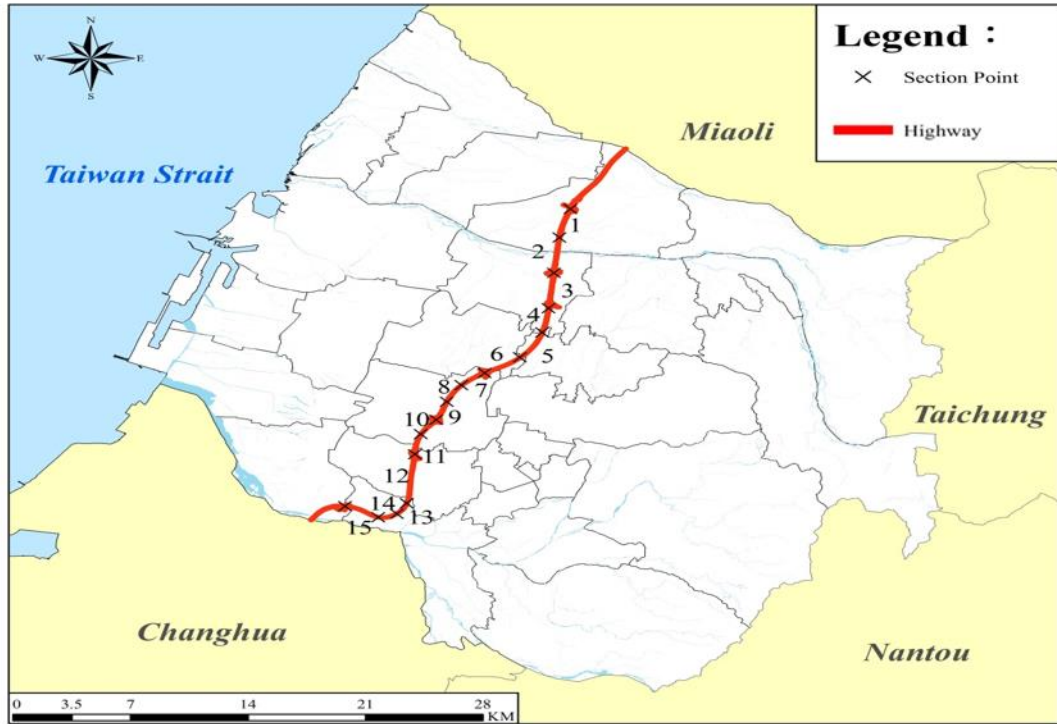 N
W E
S
Legend：
Section Point
Highway
Miaoli
Taiwan Strait
1
2
3
4
5
6
7
8
9
10
11
12
13
14
15
Taichung
Changhua
Nantou
0 3.5 7 14 21 28
KM